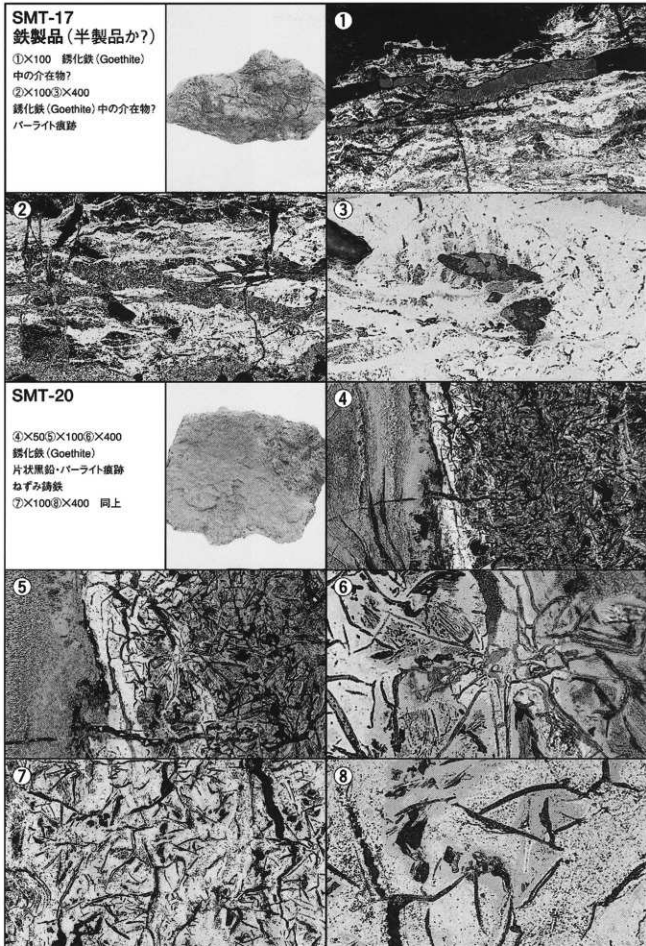 SMT-17
鉄製品(半製品か?)
①×100 銹化鉄(Goethite)
中の介在物?
②×100③×400
銹化鉄(Goethite)中の介在物?
パーライト痕跡
①
②
③
SMT-20
④×50⑤×100⑥×400
銹化鉄(Goethite)
片状黒鉛・パーライト痕跡
ねずみ鋳鉄
⑦×100⑧×400 同上
④
⑤
⑥
⑦
⑧